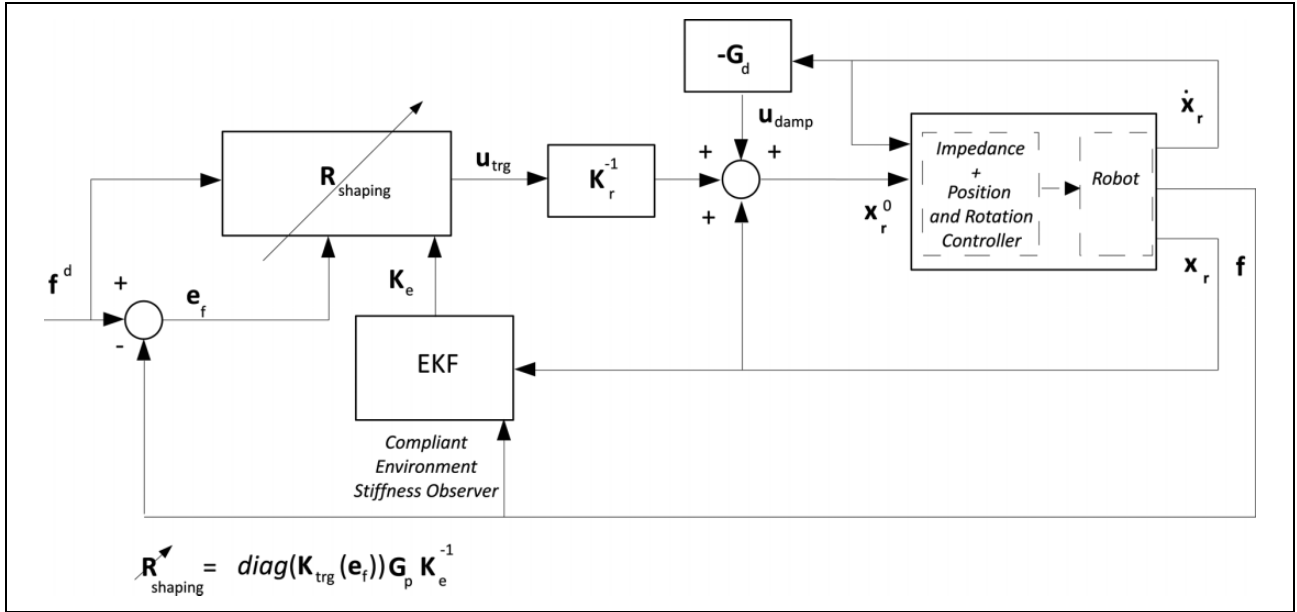 -G_d
ẋ_r
u_damp
+ +
Impedance
+
Position
and Rotation
Controller
Robot
R_shaping
u_trg
K_r^-1
+
x_r^0
x_r
f
f^d
+
-
e_f
K_e
EKF
Compliant
Environment
Stiffness Observer
R_shaping = diag(K_trg(e_f))G_p K_e^-1